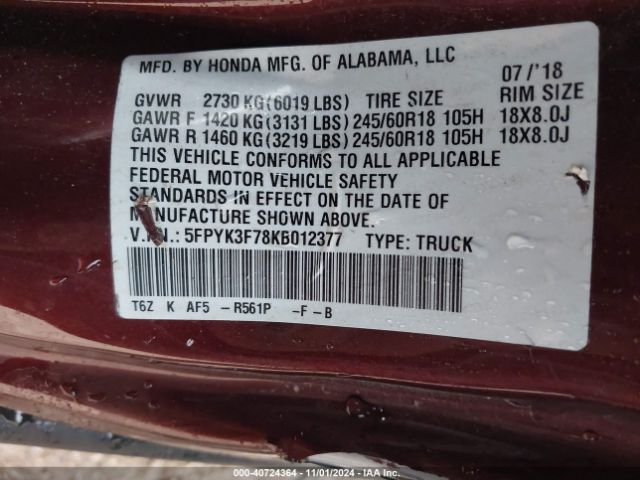 MFD. BY HONDA MFG. OF ALABAMA, LLC
07 /'18
GVWR 2730 KG(6019 LBS) TIRE SIZE RIM SIZE
GAWR F 1420 KG(3131 LBS) 245/60R18 105H 18X8.0J
GAWR R 1460 KG(3219 LBS) 245/60R18 105H 18X8.0J
THIS VEHICLE CONFORMS TO ALL APPLICABLE
FEDERAL MOTOR VEHICLE SAFETY
STANDARDS IN EFFECT ON THE DATE OF
MANUFACTURE SHOWN ABOVE.
V.I.N.: 5FPYK3F78KB012377 TYPE: TRUCK
T6Z K AF5 -R561P -F-B
000-40724364 - 11/01/2024 - IAA Inc.